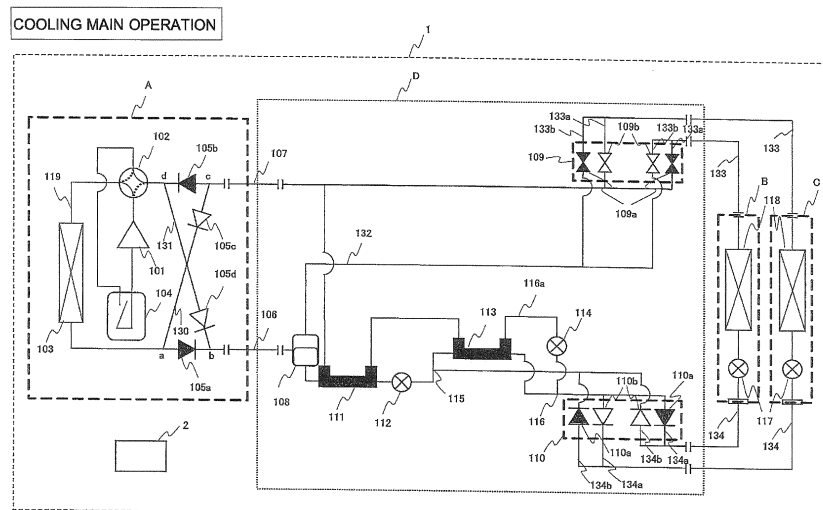 COOLING MAIN OPERATION
1
D
A
133a
133b
109b
133b
133a
102
105b
107
109
133
133
119
d
c
109a
B
C
131
105c
132
118
101
105d
116a
104
113
114
130
106
103
a
b
105a
108
110b
110a
111
112
115
116
117
2
110
110a
134b
134a
134
134
134b
134a